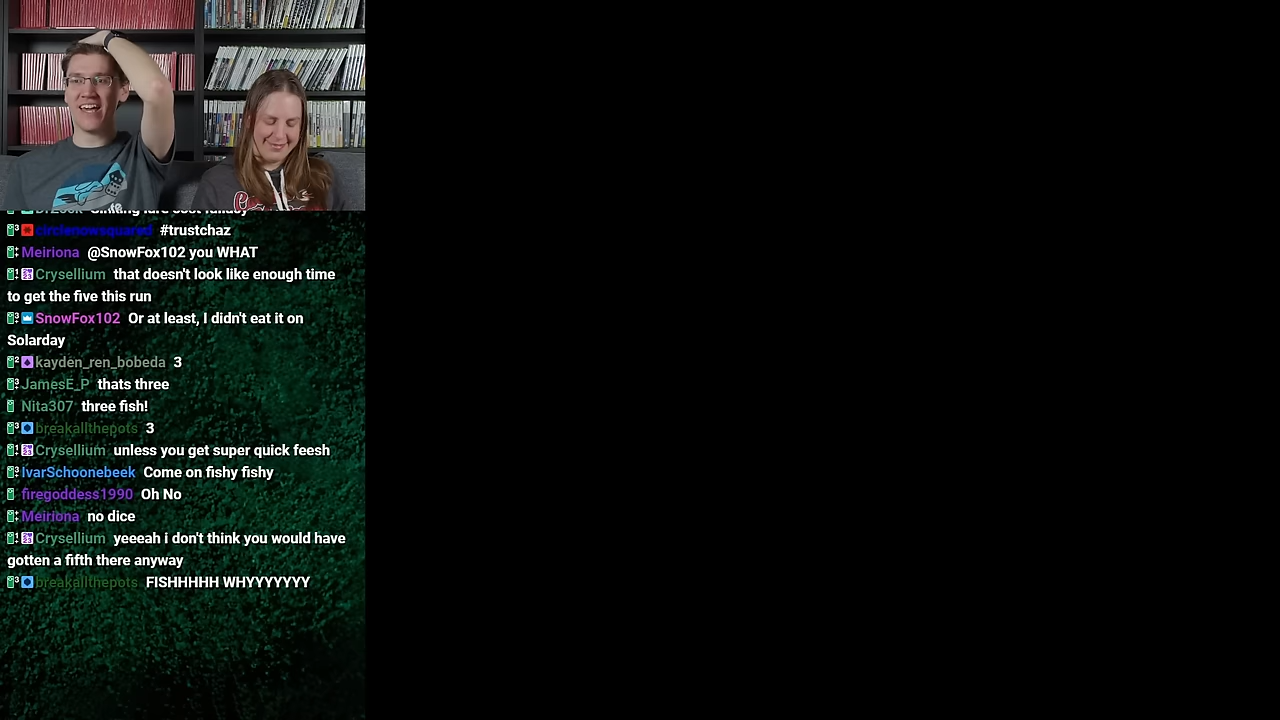 circlenowsquared #trustchaz
Meiriona @SnowFox102 you WHAT
Crysellium that doesn't look like enough time
to get the five this run
SnowFox102 Or at least, I didn't eat it on
Solarday
kayden_ren_bobeda 3
JamesE_P thats three
Nita307 three fish!
breakallthepots 3
Crysellium unless you get super quick feesh
IvarSchoonebeek Come on fishy fishy
firegoddess1990 Oh No
Meiriona no dice
Crysellium yeeeah i don't think you would have
gotten a fifth there anyway
breakallthepots FISHHHHH WHYYYYYYY